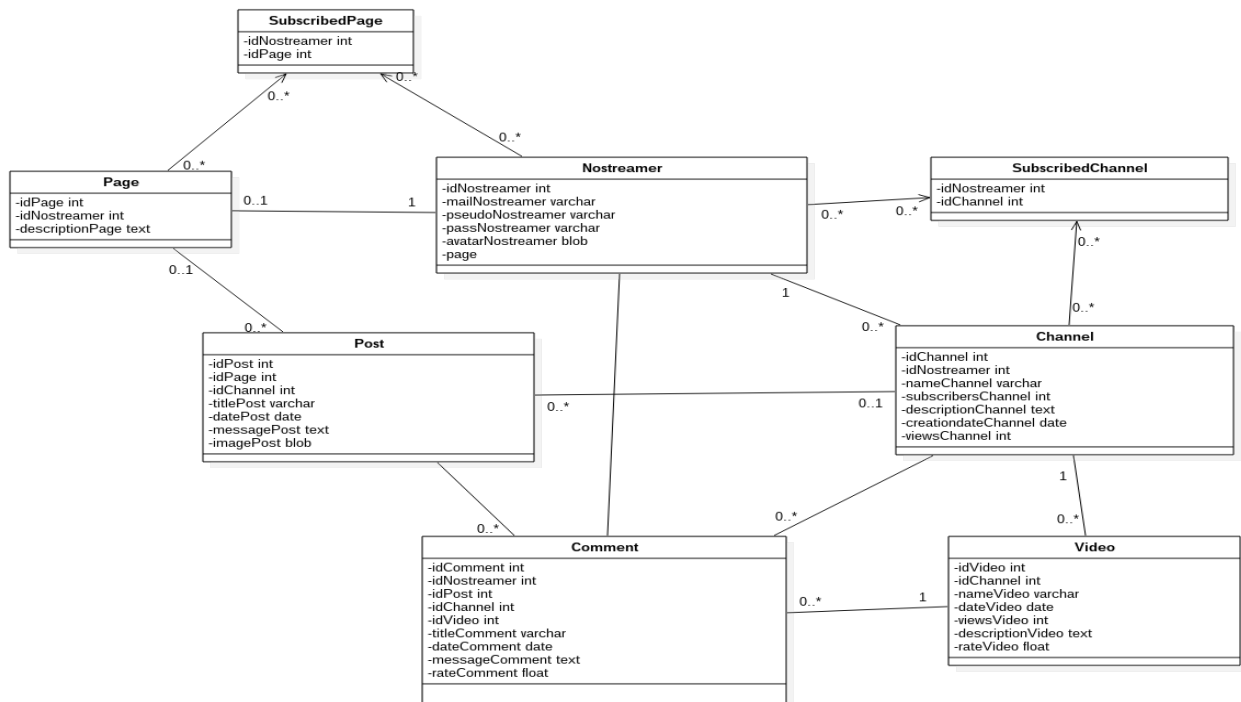 SubscribedPage
-idNostreamer int
-idPage int
0..*
0..*
0..*
0..*
Page
-idPage int
-idNostreamer int
-descriptionPage text
0..1
1
Nostreamer
-idNostreamer int
-mailNostreamer varchar
-pseudoNostreamer varchar
-passNostreamer varchar
-avatarNostreamer blob
-page
0..*
0..*
SubscribedChannel
-idNostreamer int
-idChannel int
0..*
0..*
0..1
0..*
1
0..*
Post
-idPost int
-idPage int
-idChannel int
-titlePost varchar
-datePost date
-messagePost text
-imagePost blob
0..*
0..1
Channel
-idChannel int
-idNostreamer int
-nameChannel varchar
-subscribersChannel int
-descriptionChannel text
-creationdateChannel date
-viewsChannel int
0..*
0..*
1
0..*
Comment
-idComment int
-idNostreamer int
-idPost int
-idChannel int
-idVideo int
-titleComment varchar
-dateComment date
-messageComment text
-rateComment float
0..*
1
Video
-idVideo int
-idChannel int
-nameVideo varchar
-dateVideo date
-viewsVideo int
-descriptionVideo text
-rateVideo float